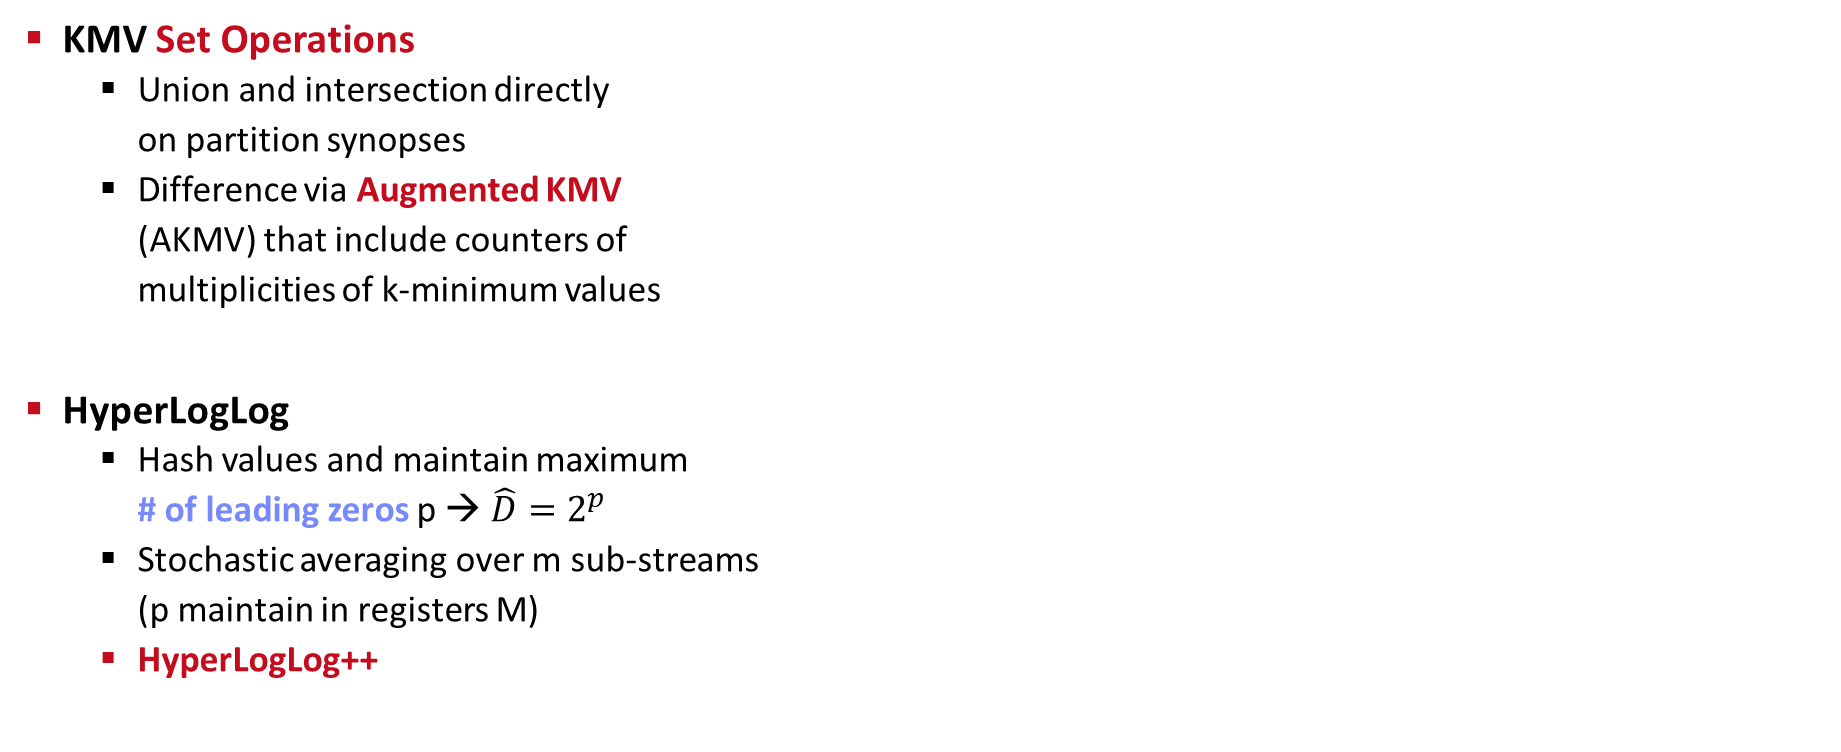 ▪ KMV Set Operations
▪ Union and intersection directly
on partition synopses
▪ Difference via Augmented KMV
(AKMV) that include counters of
multiplicities of k-minimum values
▪ HyperLogLog
▪ Hash values and maintain maximum
# of leading zeros p → D̂ = 2^p
▪ Stochastic averaging over m sub-streams
(p maintain in registers M)
▪ HyperLogLog++